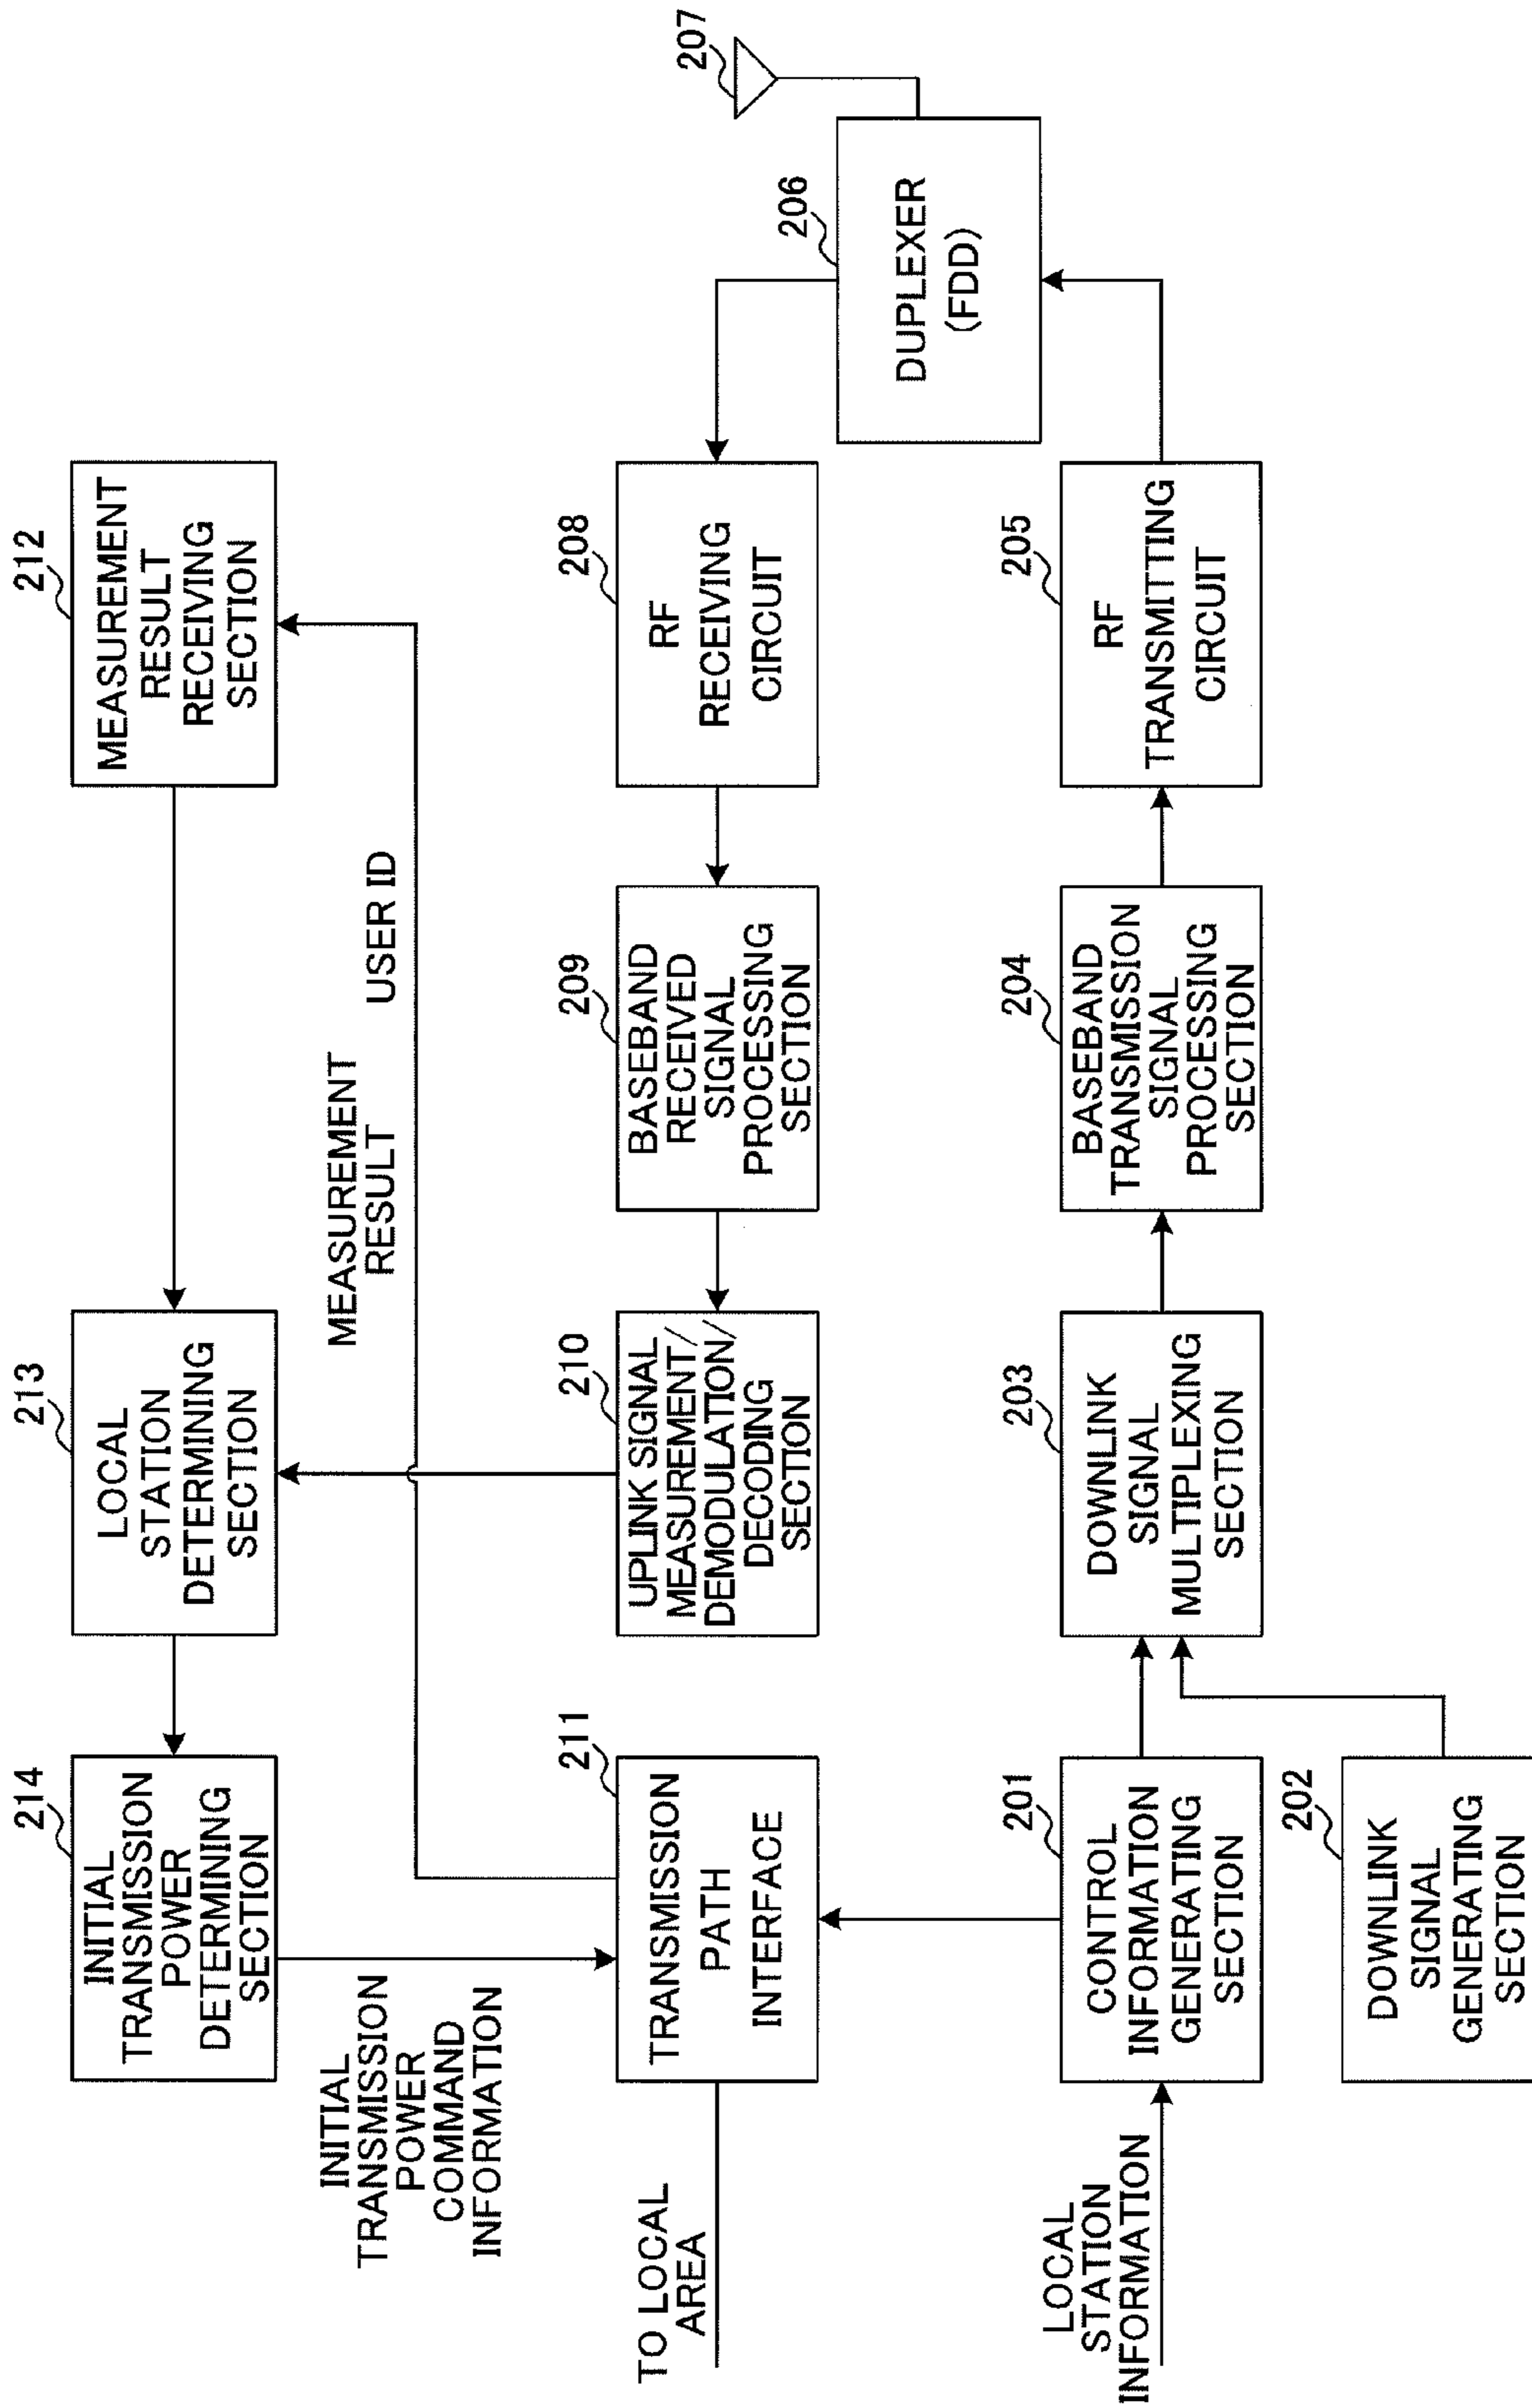 214
INITIAL
TRANSMISSION
POWER
DETERMINING
SECTION
213
LOCAL
STATION
DETERMINING
SECTION
212
MEASUREMENT
RESULT
RECEIVING
SECTION
INITIAL
TRANSMISSION
POWER
COMMAND
INFORMATION
MEASUREMENT
RESULT
USER ID
TO LOCAL
AREA
211
TRANSMISSION
PATH
INTERFACE
210
UPLINK SIGNAL
MEASUREMENT/
DEMODULATION/
DECODING
SECTION
209
BASEBAND
RECEIVED
SIGNAL
PROCESSING
SECTION
208
RF
RECEIVING
CIRCUIT
206
DUPLEXER
(FDD)
207
LOCAL
STATION
INFORMATION
201
CONTROL
INFORMATION
GENERATING
SECTION
203
DOWNLINK
SIGNAL
MULTIPLEXING
SECTION
204
BASEBAND
TRANSMISSION
SIGNAL
PROCESSING
SECTION
205
RF
TRANSMITTING
CIRCUIT
202
DOWNLINK
SIGNAL
GENERATING
SECTION